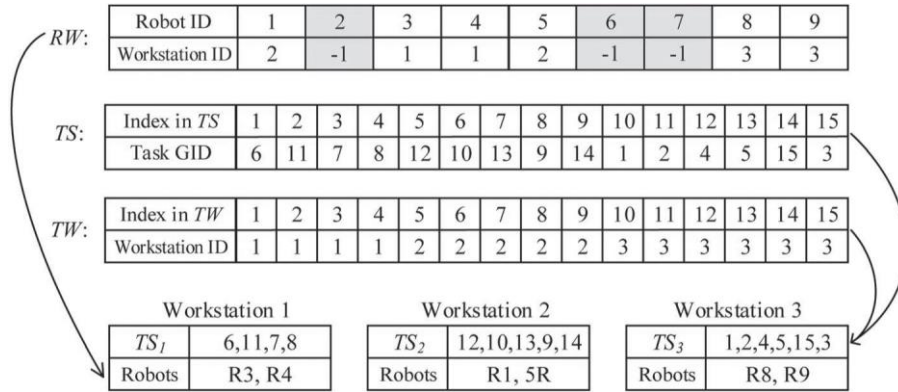 RW:
Robot ID 1 2 3 4 5 6 7 8 9
Workstation ID 2 -1 1 1 2 -1 -1 3 3
TS:
Index in TS 1 2 3 4 5 6 7 8 9 10 11 12 13 14 15
Task GID 6 11 7 8 12 10 13 9 14 1 2 4 5 15 3
TW:
Index in TW 1 2 3 4 5 6 7 8 9 10 11 12 13 14 15
Workstation ID 1 1 1 1 2 2 2 2 2 3 3 3 3 3 3
Workstation 1 Workstation 2 Workstation 3
TS1 6,11,7,8 TS2 12,10,13,9,14 TS3 1,2,4,5,15,3
Robots R3, R4 Robots R1, 5R Robots R8, R9